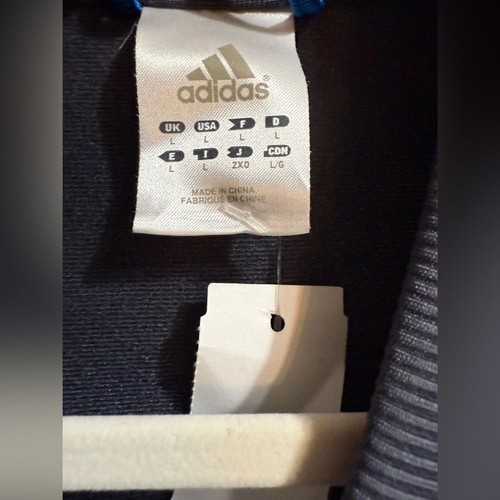 adidas®
UK USA F D
L L L L
E I J CDN
L L 2XO L/G
MADE IN CHINA
FABRIQUÉ EN CHINE